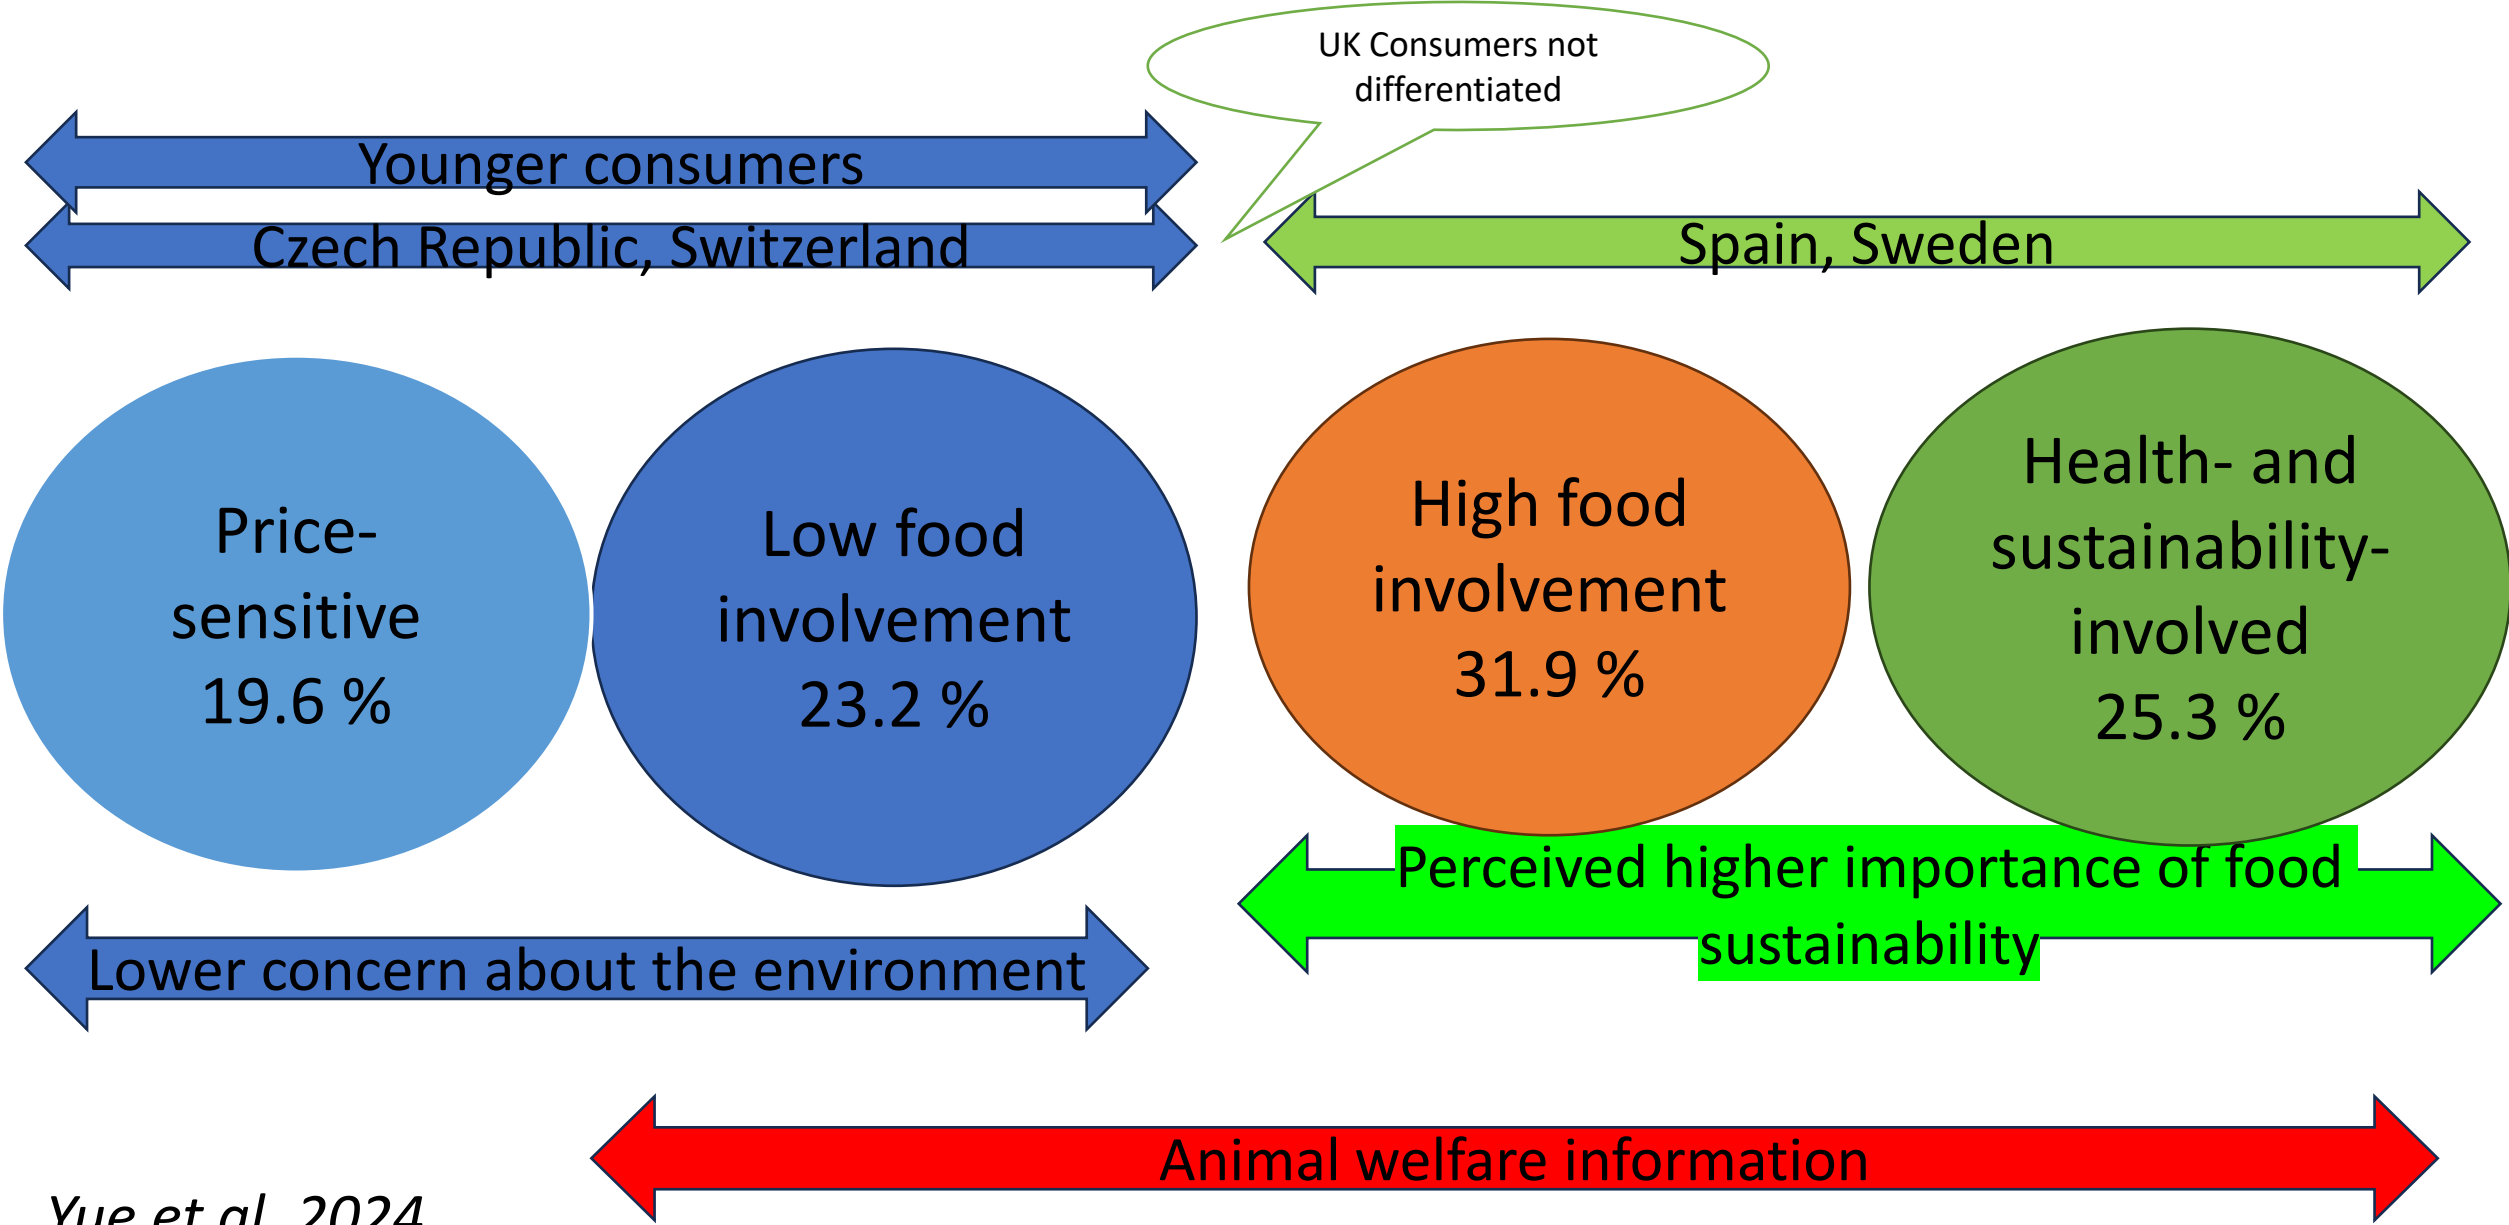 UK Consumers not
differentiated
Younger consumers
Czech Republic, Switzerland
Spain, Sweden
Price-
sensitive
19.6 %
Low food
involvement
23.2 %
High food
involvement
31.9 %
Health- and
sustainability-
involved
25.3 %
Perceived higher importance of food
sustainability
Lower concern about the environment
Animal welfare information
Yue et al. 2024